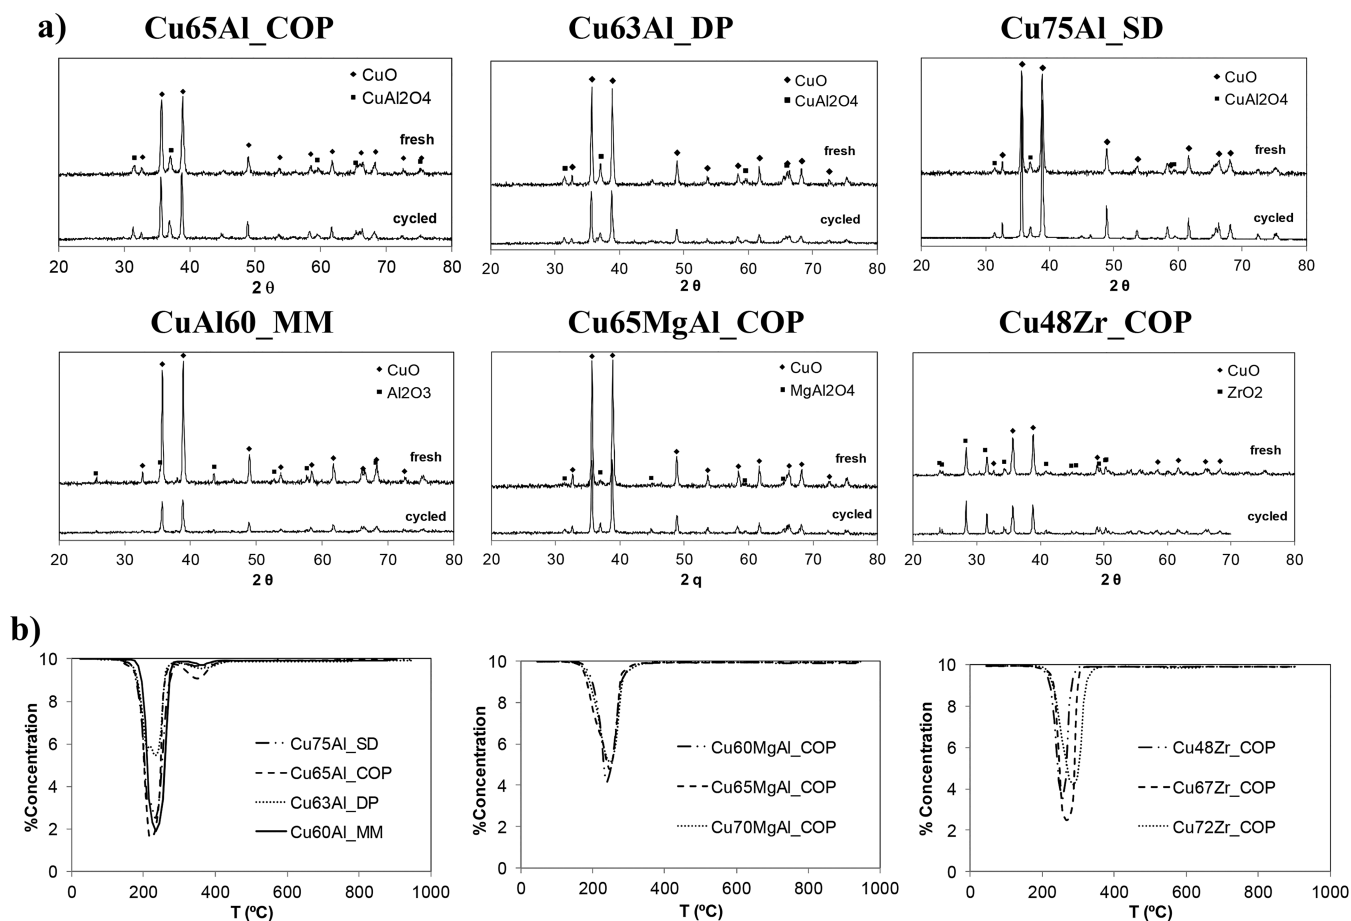 a)
Cu65Al_COP
CuO
CuAl2O4
fresh
cycled
20 30 40 50 60 70 80
2 θ
Cu63Al_DP
CuO
CuAl2O4
fresh
cycled
20 30 40 50 60 70 80
2 θ
Cu75Al_SD
CuO
CuAl2O4
fresh
cycled
20 30 40 50 60 70 80
2 θ
CuAl60_MM
CuO
Al2O3
fresh
cycled
20 30 40 50 60 70 80
2 θ
Cu65MgAl_COP
CuO
MgAl2O4
fresh
cycled
20 30 40 50 60 70 80
2 q
Cu48Zr_COP
CuO
ZrO2
fresh
cycled
20 30 40 50 60 70 80
2 θ
b)
%Concentration
10
8
6
4
2
0
Cu75Al_SD
Cu65Al_COP
Cu63Al_DP
Cu60Al_MM
0 200 400 600 800 1000
T (ºC)
%Concentration
10
8
6
4
2
0
Cu60MgAl_COP
Cu65MgAl_COP
Cu70MgAl_COP
0 200 400 600 800 1000
T (ºC)
% Concentration
10
8
6
4
2
0
Cu48Zr_COP
Cu67Zr_COP
Cu72Zr_COP
0 200 400 600 800 1000
T (ºC)